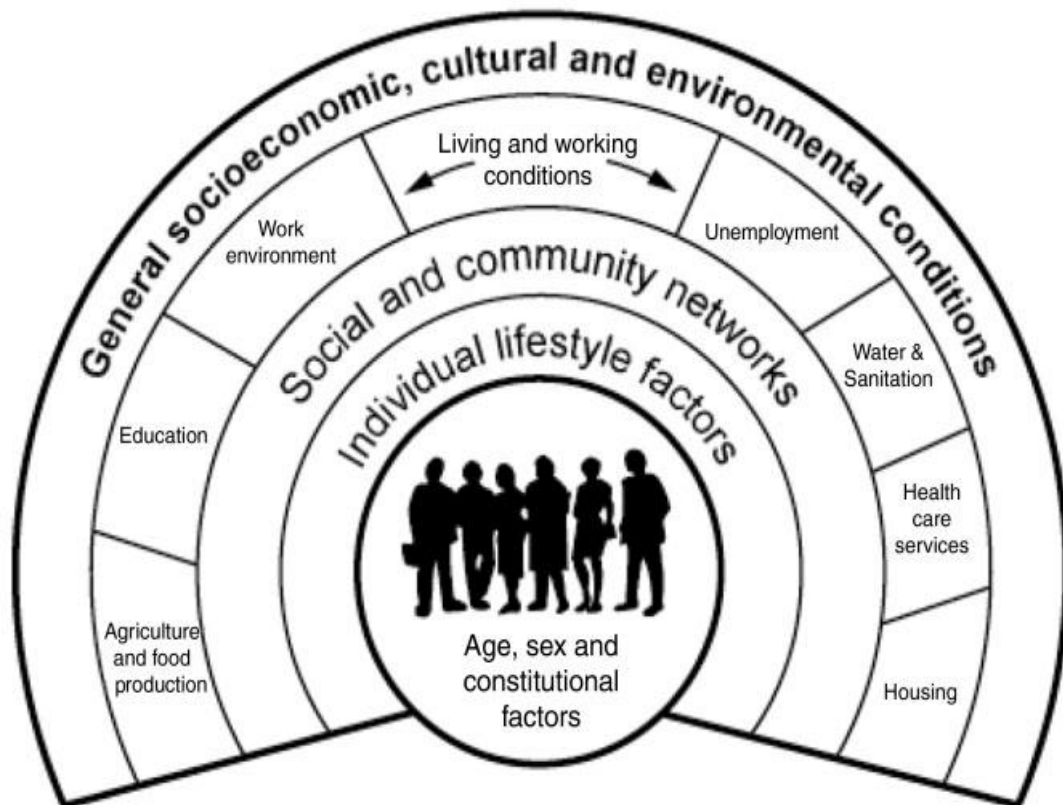 General socioeconomic, cultural and environmental conditions
Living and working
conditions
Work
environment
Unemployment
Social and community networks
Water &
Sanitation
Individual lifestyle factors
Education
Health
care
services
Agriculture
and food
production
Age, sex and
constitutional
factors
Housing